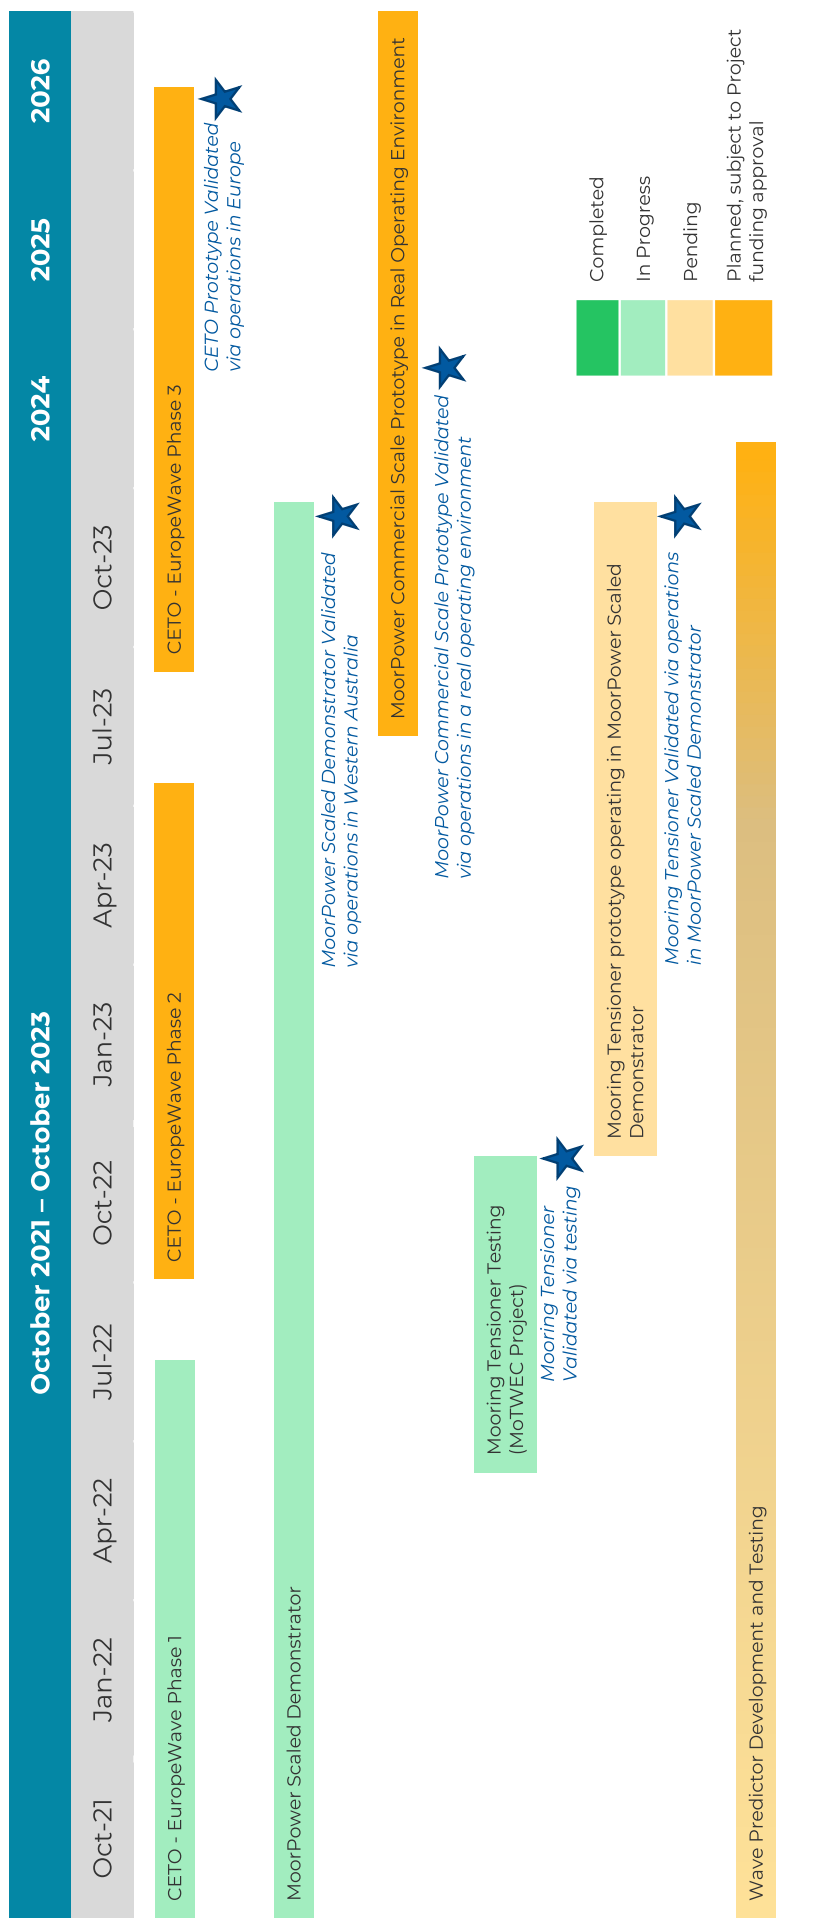 October 2021 – October 2023
2024
2025
2026
Oct-21
Jan-22
Apr-22
Jul-22
Oct-22
Jan-23
Apr-23
Jul-23
Oct-23
CETO - EuropeWave Phase 1
CETO - EuropeWave Phase 2
CETO - EuropeWave Phase 3
CETO Prototype Validated
via operations in Europe
MoorPower Scaled Demonstrator
MoorPower Scaled Demonstrator Validated
via operations in Western Australia
MoorPower Commercial Scale Prototype in Real Operating Environment
MoorPower Commercial Scale Prototype Validated
via operations in a real operating environment
Mooring Tensioner Testing
(MoTWEC Project)
Mooring Tensioner
Validated via testing
Mooring Tensioner prototype operating in MoorPower Scaled
Demonstrator
Mooring Tensioner Validated via operations
in MoorPower Scaled Demonstrator
Wave Predictor Development and Testing
Completed
In Progress
Pending
Planned, subject to Project
funding approval